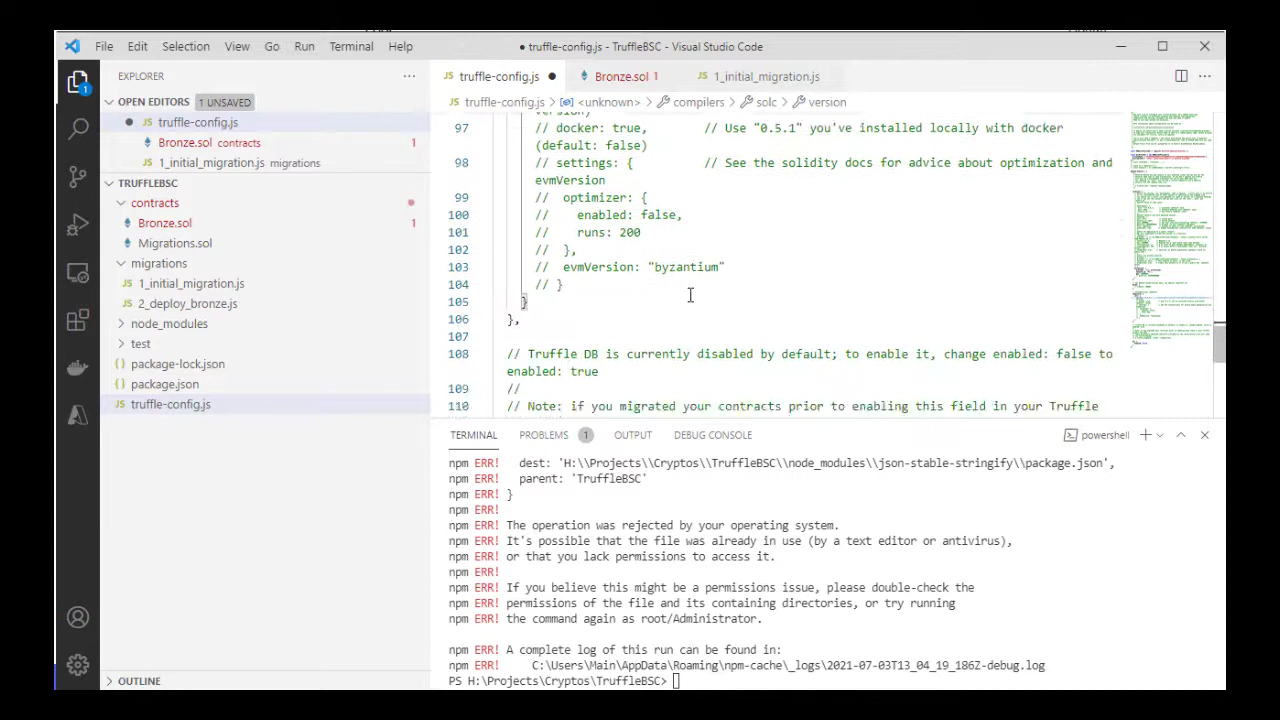 File Edit Selection View Go Run Terminal Help
● truffle-config.js - TruffleBSC - Visual Studio Code
EXPLORER
OPEN EDITORS 1 UNSAVED
truffle-config.js
Bronze.sol contracts 1
1_initial_migration.js migrations
TRUFFLEBSC
contracts
Bronze.sol 1
Migrations.sol
migrations
1_initial_migration.js
2_deploy_bronze.js
node_modules
test
package-lock.json
package.json
truffle-config.js
OUTLINE
1
truffle-config.js ●
Bronze.sol 1
1_initial_migration.js
truffle-config.js > <unknown> > compilers > solc > version
version)
97 // docker: true, // Use "0.5.1" you've installed locally with docker
(default: false)
98 // settings: { // See the solidity docs for advice about optimization and
evmVersion
99 // optimizer: {
100 // enabled: false,
101 // runs: 200
102 // },
103 // evmVersion: "byzantium"
104 // }
105 }
106 },
107
108 // Truffle DB is currently disabled by default; to enable it, change enabled: false to
enabled: true
109 //
110 // Note: if you migrated your contracts prior to enabling this field in your Truffle
TERMINAL PROBLEMS 1 OUTPUT DEBUG CONSOLE
powershell
npm ERR! dest: 'H:\\Projects\\Cryptos\\TruffleBSC\\node_modules\\json-stable-stringify\\package.json',
npm ERR! parent: 'TruffleBSC'
npm ERR! }
npm ERR!
npm ERR! The operation was rejected by your operating system.
npm ERR! It's possible that the file was already in use (by a text editor or antivirus),
npm ERR! or that you lack permissions to access it.
npm ERR!
npm ERR! If you believe this might be a permissions issue, please double-check the
npm ERR! permissions of the file and its containing directories, or try running
npm ERR! the command again as root/Administrator.
npm ERR! A complete log of this run can be found in:
npm ERR! C:\Users\Main\AppData\Roaming\npm-cache\_logs\2021-07-03T13_04_19_186Z-debug.log
PS H:\Projects\Cryptos\TruffleBSC>